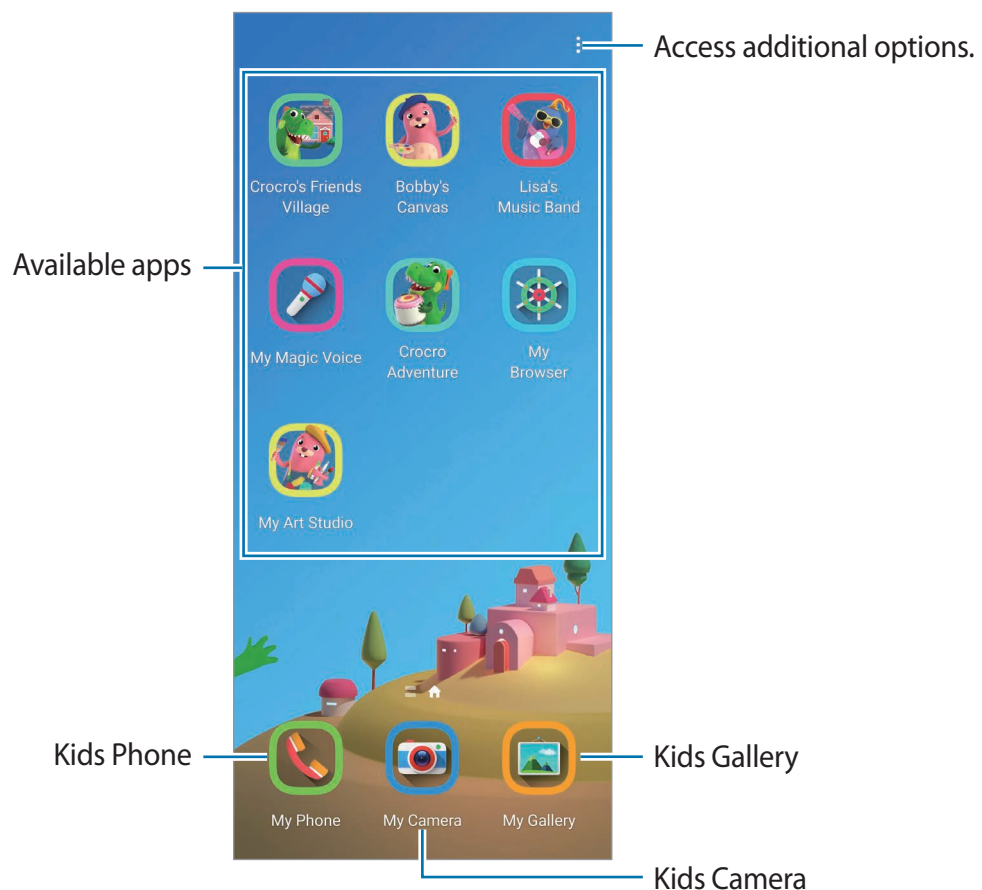 Access additional options.
Crocro's Friends
Village
Bobby's
Canvas
Lisa's
Music Band
Available apps
My Magic Voice
Crocro
Adventure
My
Browser
My Art Studio
Kids Phone
Kids Gallery
My Phone
My Camera
My Gallery
Kids Camera